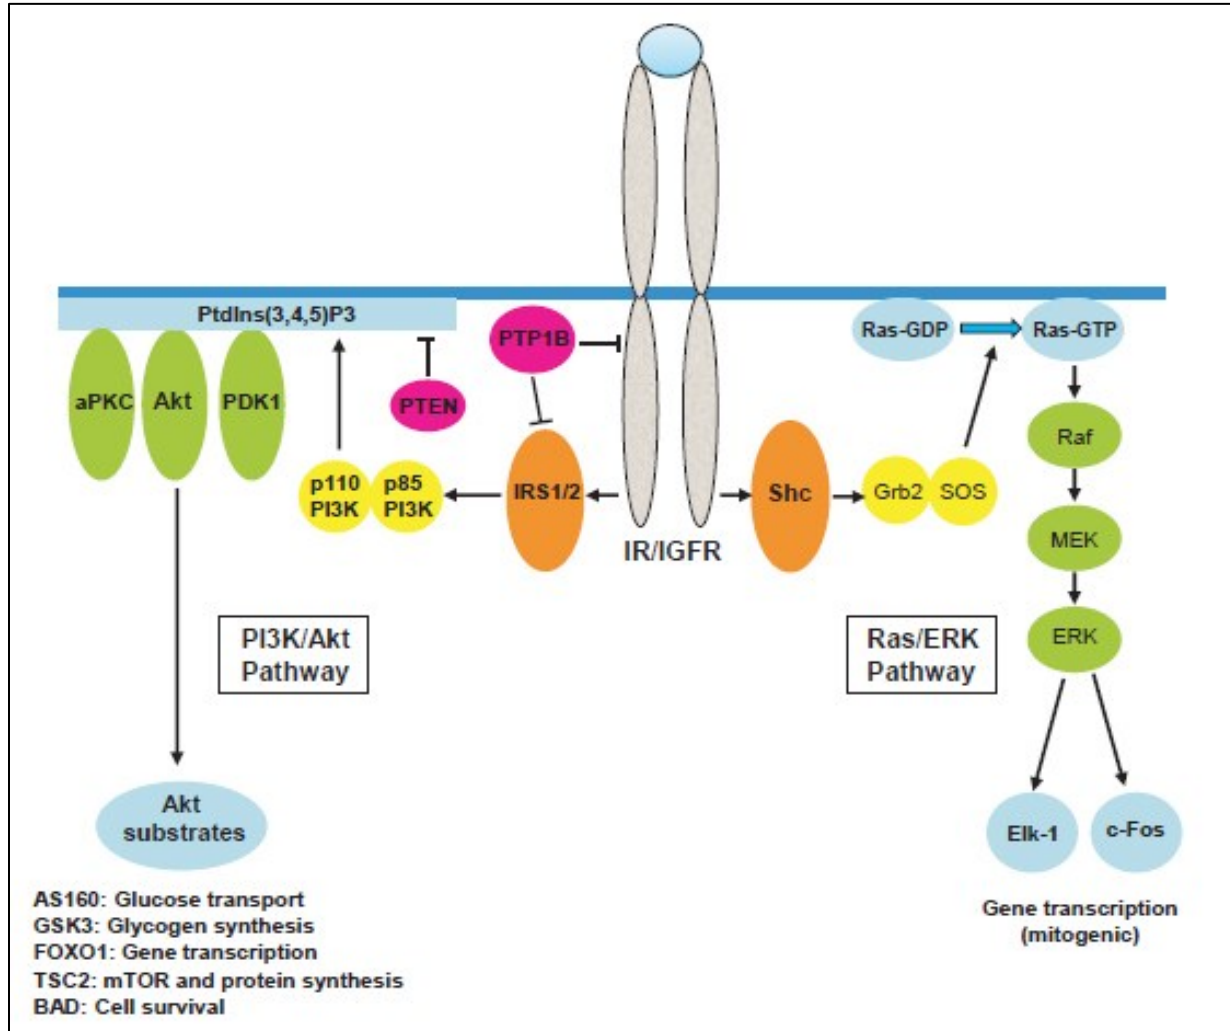 PtdIns(3,4,5)P3
aPKC
Akt
PDK1
PTEN
PTP1B
p110
PI3K
p85
PI3K
IRS1/2
IR/IGFR
Shc
Grb2
SOS
Ras-GDP
Ras-GTP
Raf
MEK
ERK
PI3K/Akt
Pathway
Ras/ERK
Pathway
Akt
substrates
AS160: Glucose transport
GSK3: Glycogen synthesis
FOXO1: Gene transcription
TSC2: mTOR and protein synthesis
BAD: Cell survival
Elk-1
c-Fos
Gene transcription
(mitogenic)